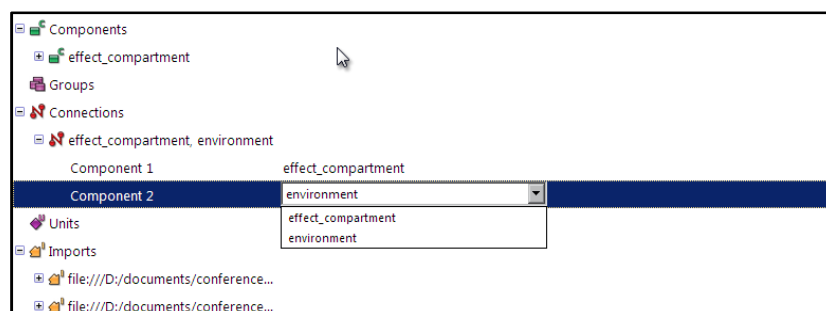 Components
effect_compartment
Groups
Connections
effect_compartment, environment
Component 1 effect_compartment
Component 2 environment
effect_compartment
Units
environment
Imports
file:///D:/documents/conference...
file:///D:/documents/conference...